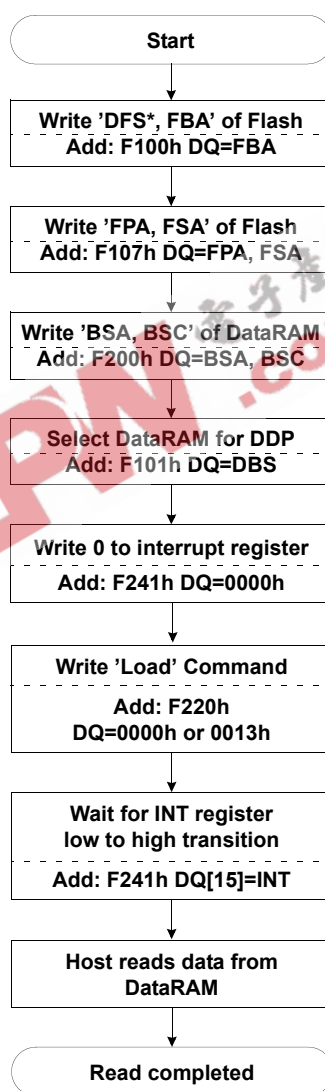 Start
Write 'DFS*, FBA' of Flash
Add: F100h DQ=FBA
Write 'FPA, FSA' of Flash
Add: F107h DQ=FPA, FSA
Write 'BSA, BSC' of DataRAM
Add: F200h DQ=BSA, BSC
Select DataRAM for DDP
Add: F101h DQ=DBS
Write 0 to interrupt register
Add: F241h DQ=0000h
Write 'Load' Command
Add: F220h
DQ=0000h or 0013h
Wait for INT register
low to high transition
Add: F241h DQ[15]=INT
Host reads data from
DataRAM
Read completed